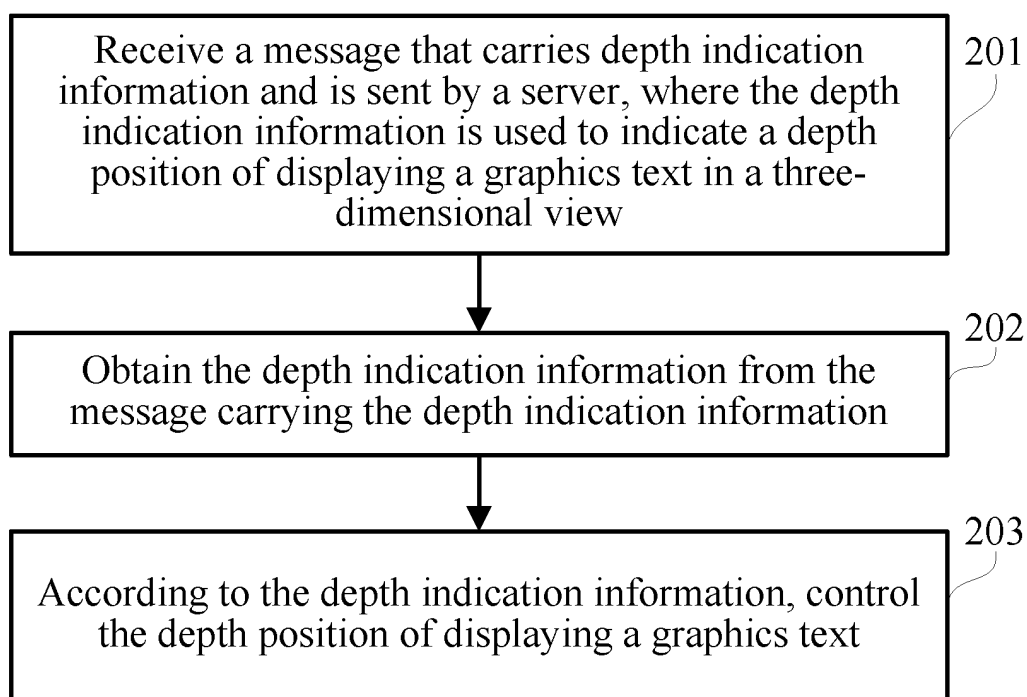 Receive a message that carries depth indication
information and is sent by a server, where the depth
indication information is used to indicate a depth
position of displaying a graphics text in a three-
dimensional view
201
Obtain the depth indication information from the
message carrying the depth indication information
202
According to the depth indication information, control
the depth position of displaying a graphics text
203